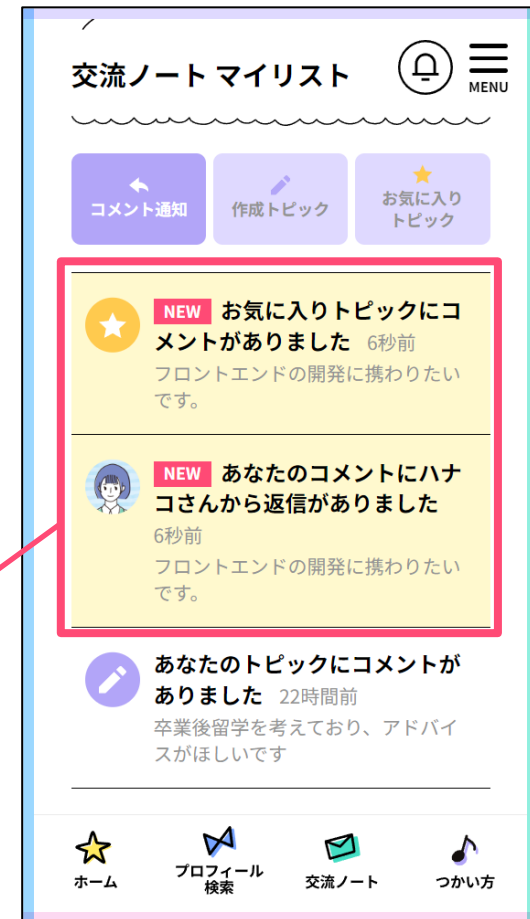 交流ノート マイリスト
MENU
コメント通知
作成トピック
お気に入り
トピック
NEW お気に入りトピックにコ
メントがありました 6秒前
フロントエンドの開発に携わりたい
です。
NEW あなたのコメントにハナ
コさんから返信がありました
6秒前
フロントエンドの開発に携わりたい
です。
あなたのトピックにコメントが
ありました 22時間前
卒業後留学を考えており、アドバイ
スがほしいです
ホーム
プロフィール
検索
交流ノート
つかい方